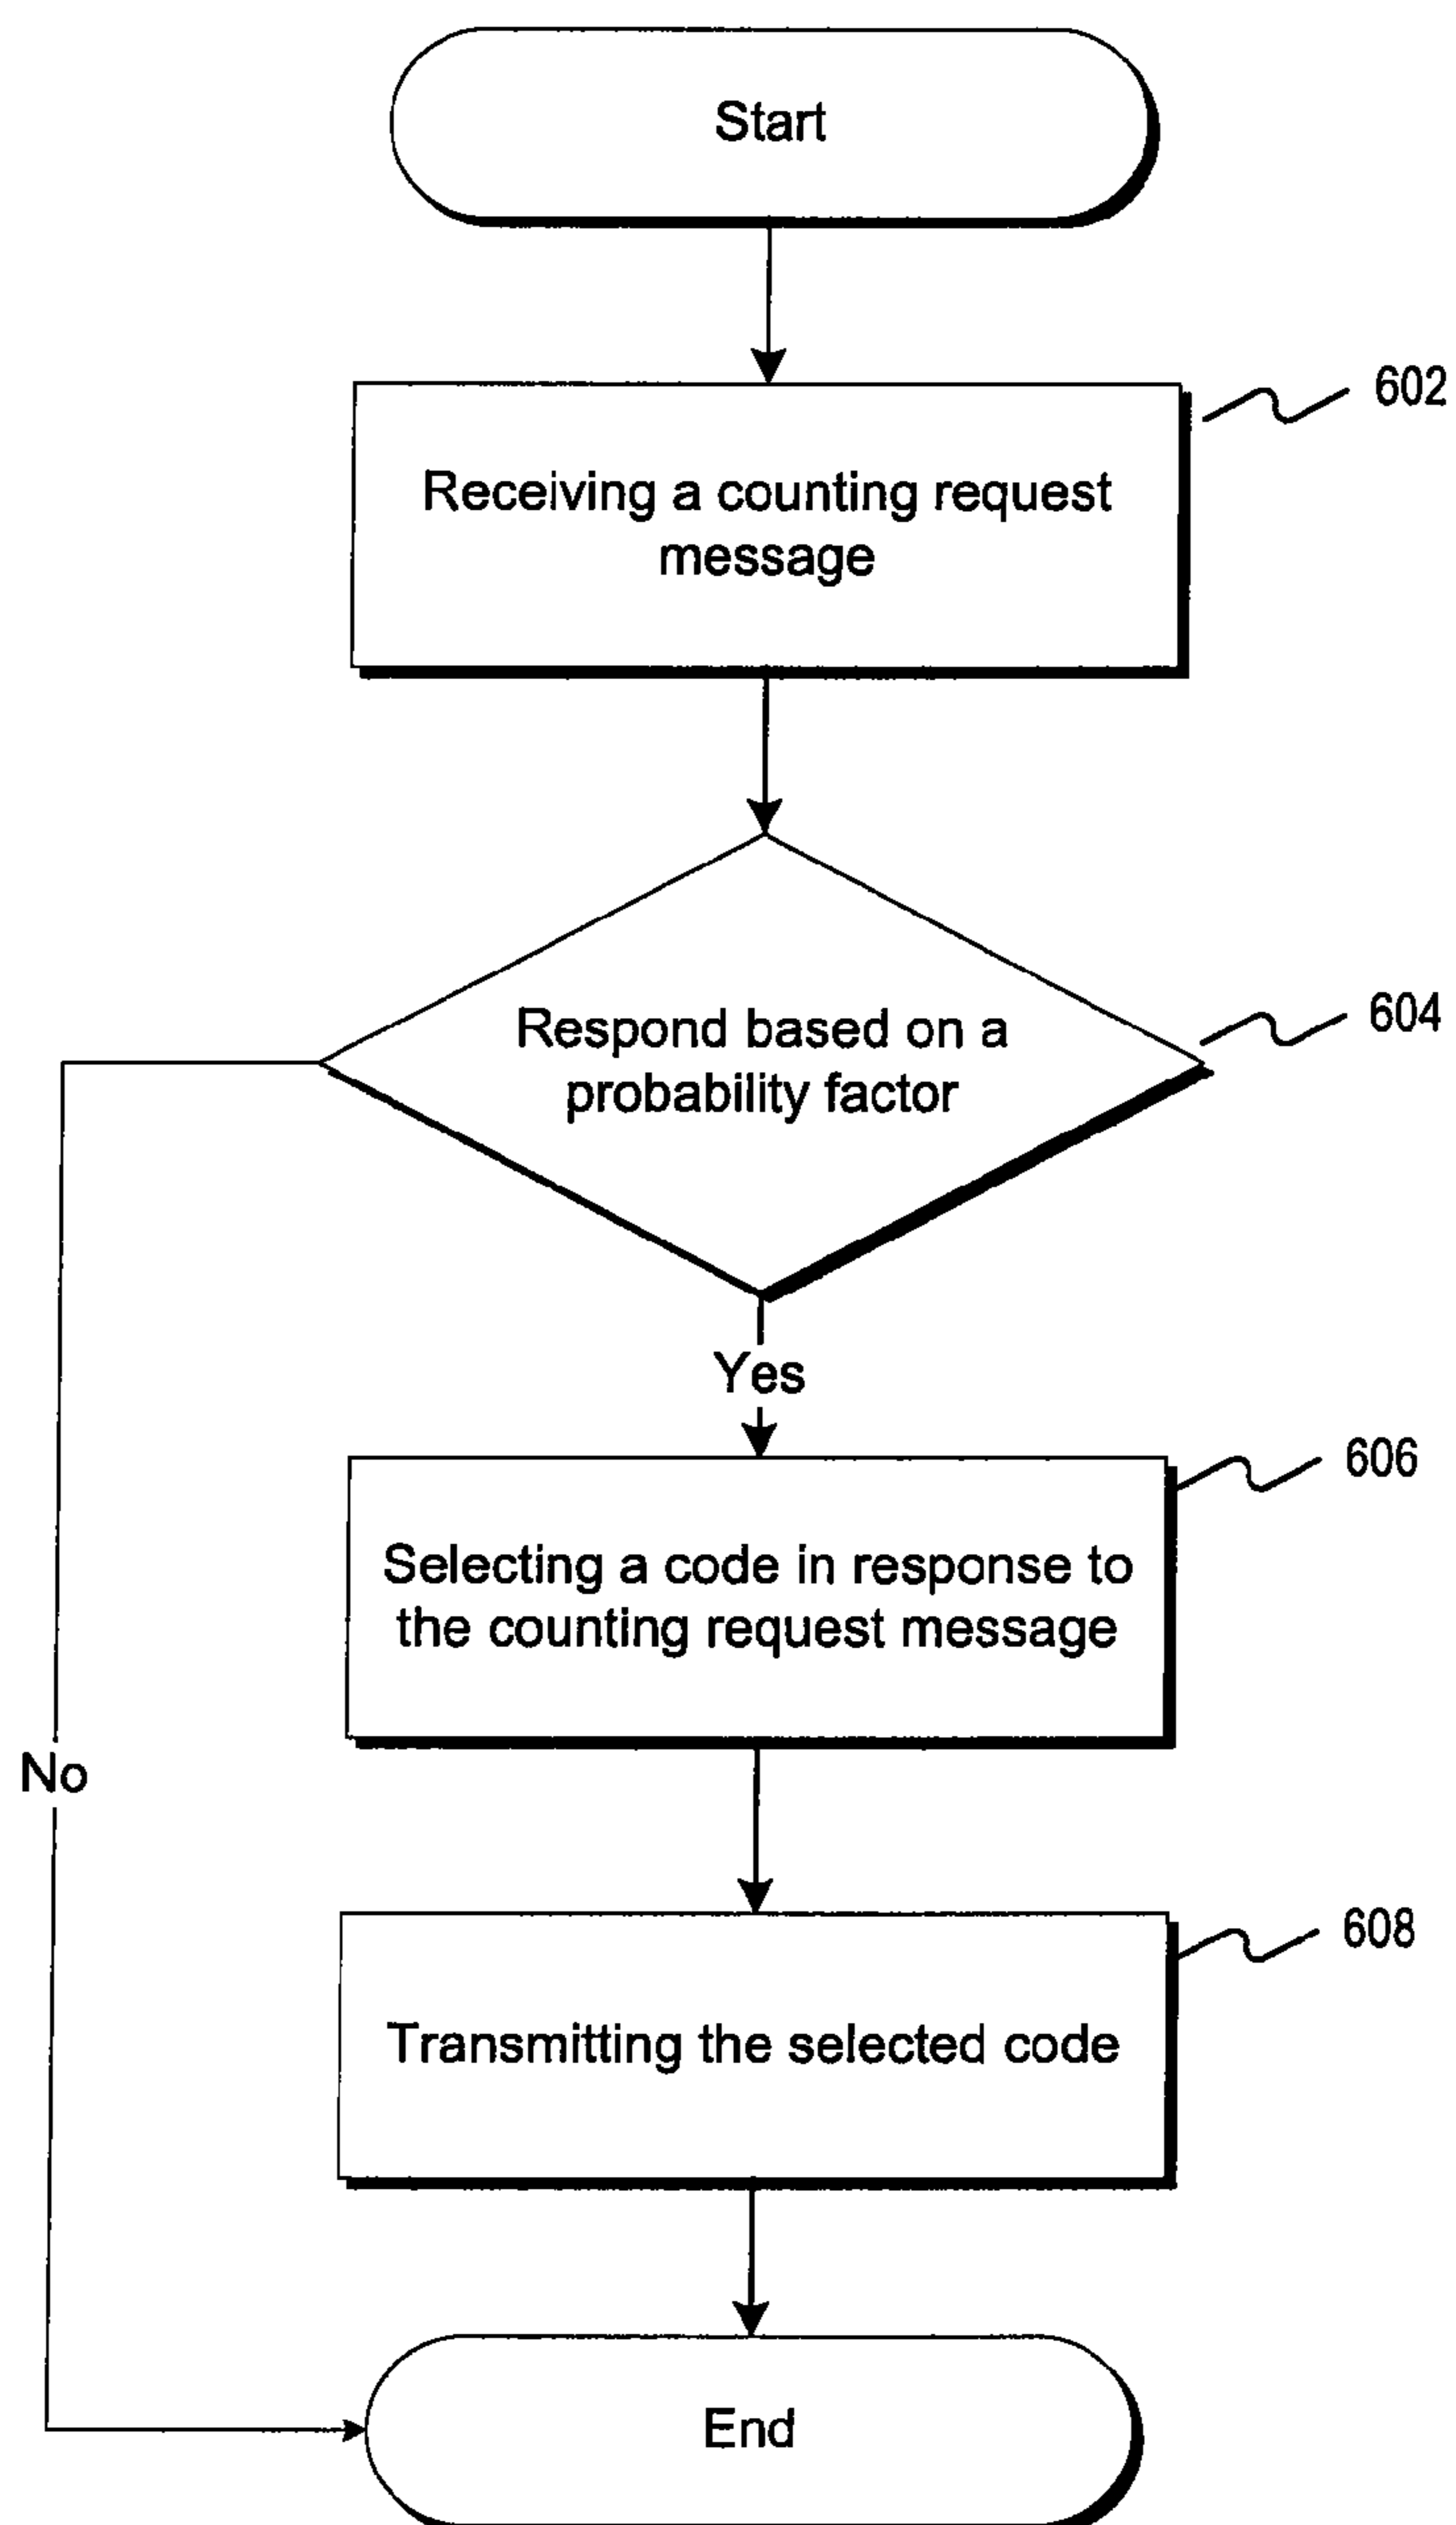 Start
602
Receiving a counting request
message
604
Respond based on a
probability factor
Yes
606
Selecting a code in response to
the counting request message
No
608
Transmitting the selected code
End